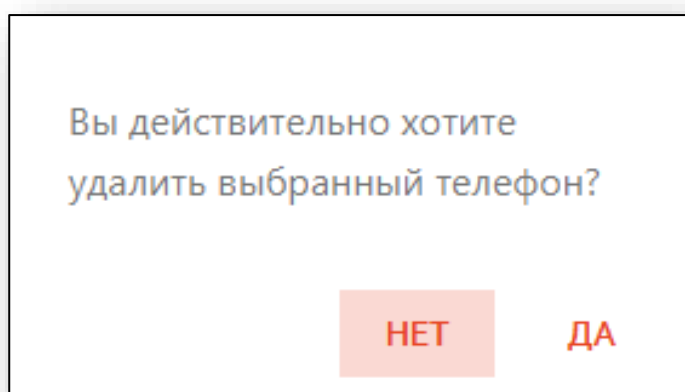 Вы действительно хотите
удалить выбранный телефон?
НЕТ ДА